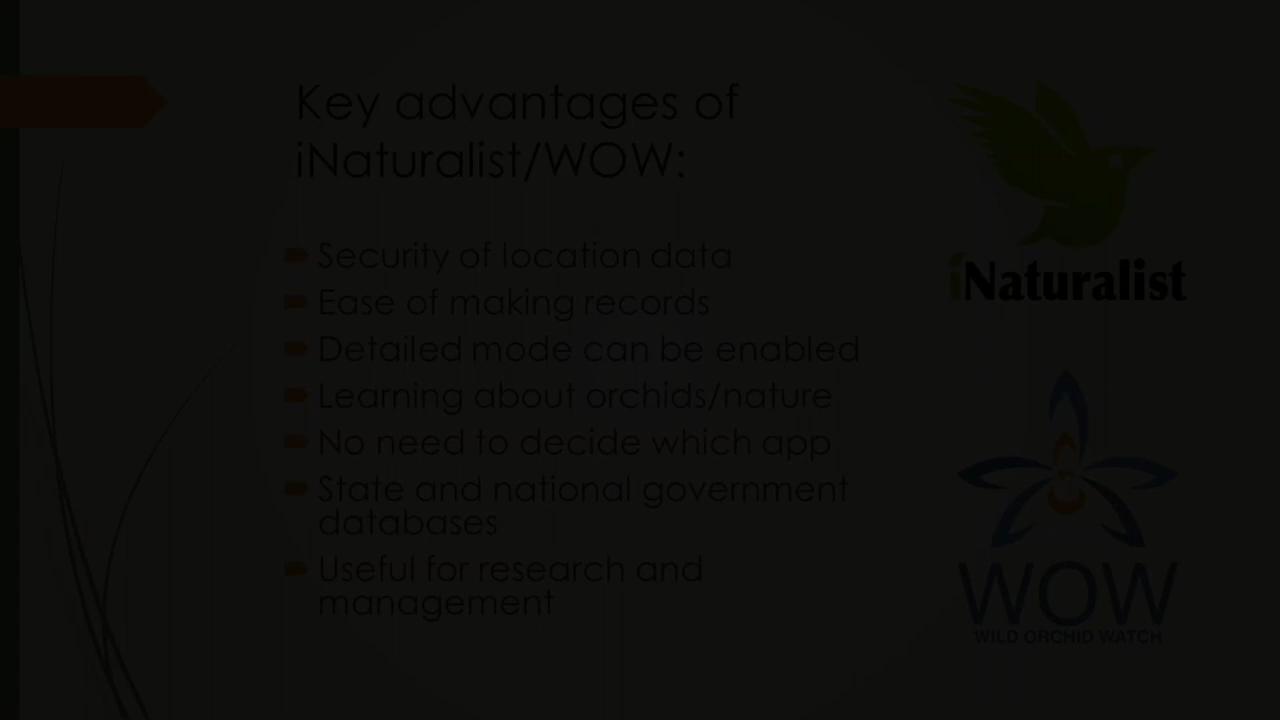 Key advantages of
iNaturalist/WOW:
Security of location data
Ease of making records
Detailed mode can be enabled
Learning about orchids/nature
No need to decide which app
State and national government
databases
Useful for research and
management
iNaturalist
WOW
WILD ORCHID WATCH